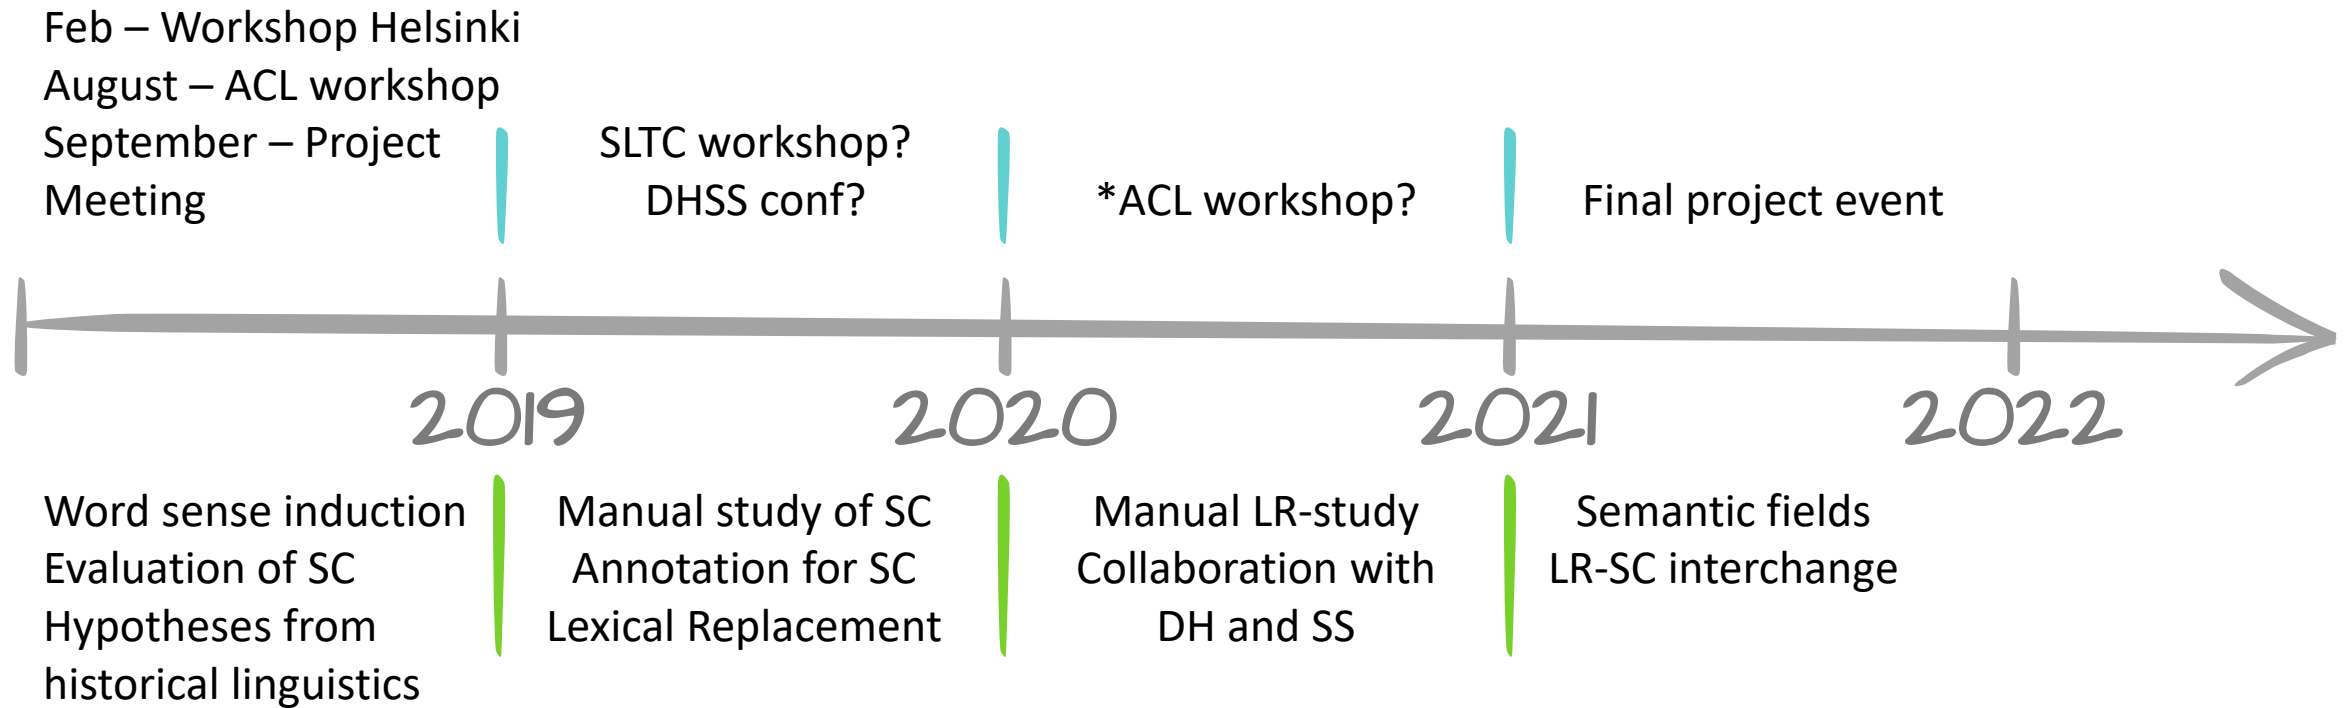 Feb – Workshop Helsinki
August – ACL workshop
September – Project
Meeting
SLTC workshop?
DHSS conf?
*ACL workshop?
Final project event
2019
2020
2021
2022
Word sense induction
Evaluation of SC
Hypotheses from
historical linguistics
Manual study of SC
Annotation for SC
Lexical Replacement
Manual LR-study
Collaboration with
DH and SS
Semantic fields
LR-SC interchange